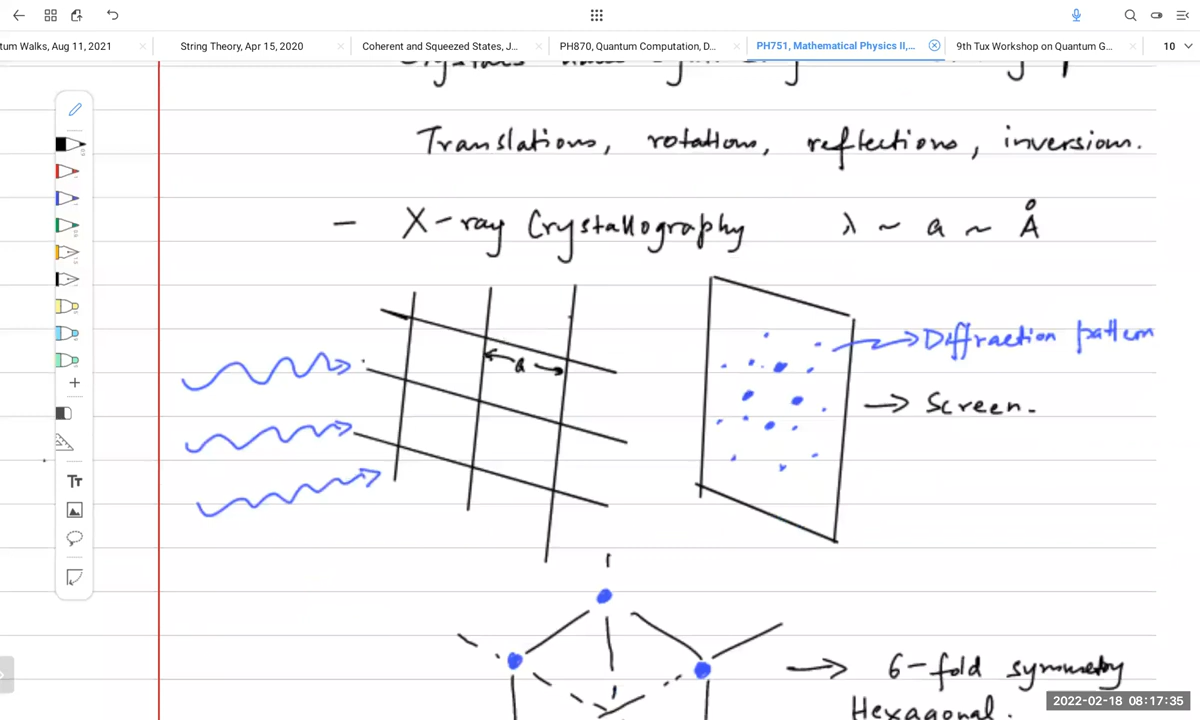 tum Walks, Aug 11, 2021
String Theory, Apr 15, 2020
Coherent and Squeezed States, J...
PH870, Quantum Computation, D...
PH751, Mathematical Physics II,...
9th Tux Workshop on Quantum G...
10
Translations, rotations, reflections, inversions.
- X-ray Crystallography λ ~ a ~ Å
a
Diffraction pattern
Screen.
Tт
6-fold symmetry
Hexagonal.
2022-02-18 08:17:35